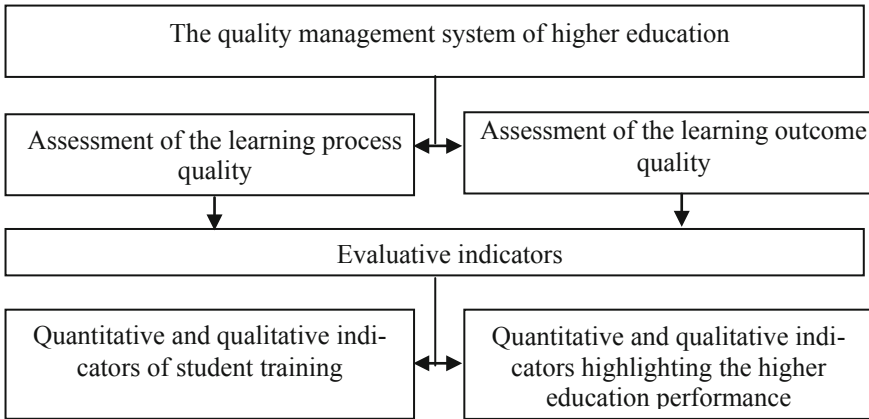 The quality management system of higher education
Assessment of the learning process
quality
Assessment of the learning outcome
quality
Evaluative indicators
Quantitative and qualitative indi-
cators of student training
Quantitative and qualitative indi-
cators highlighting the higher
education performance